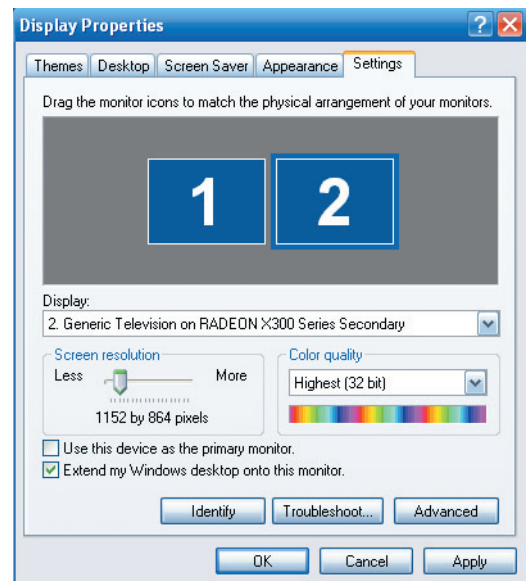 Display Properties
Themes Desktop Screen Saver Appearance Settings
Drag the monitor icons to match the physical arrangement of your monitors.
1 2
Display:
2. Generic Television on RADEON X300 Series Secondary
Screen resolution
Less More
1152 by 864 pixels
Color quality
Highest (32 bit)
Use this device as the primary monitor.
Extend my Windows desktop onto this monitor.
Identify Troubleshoot... Advanced
OK Cancel Apply